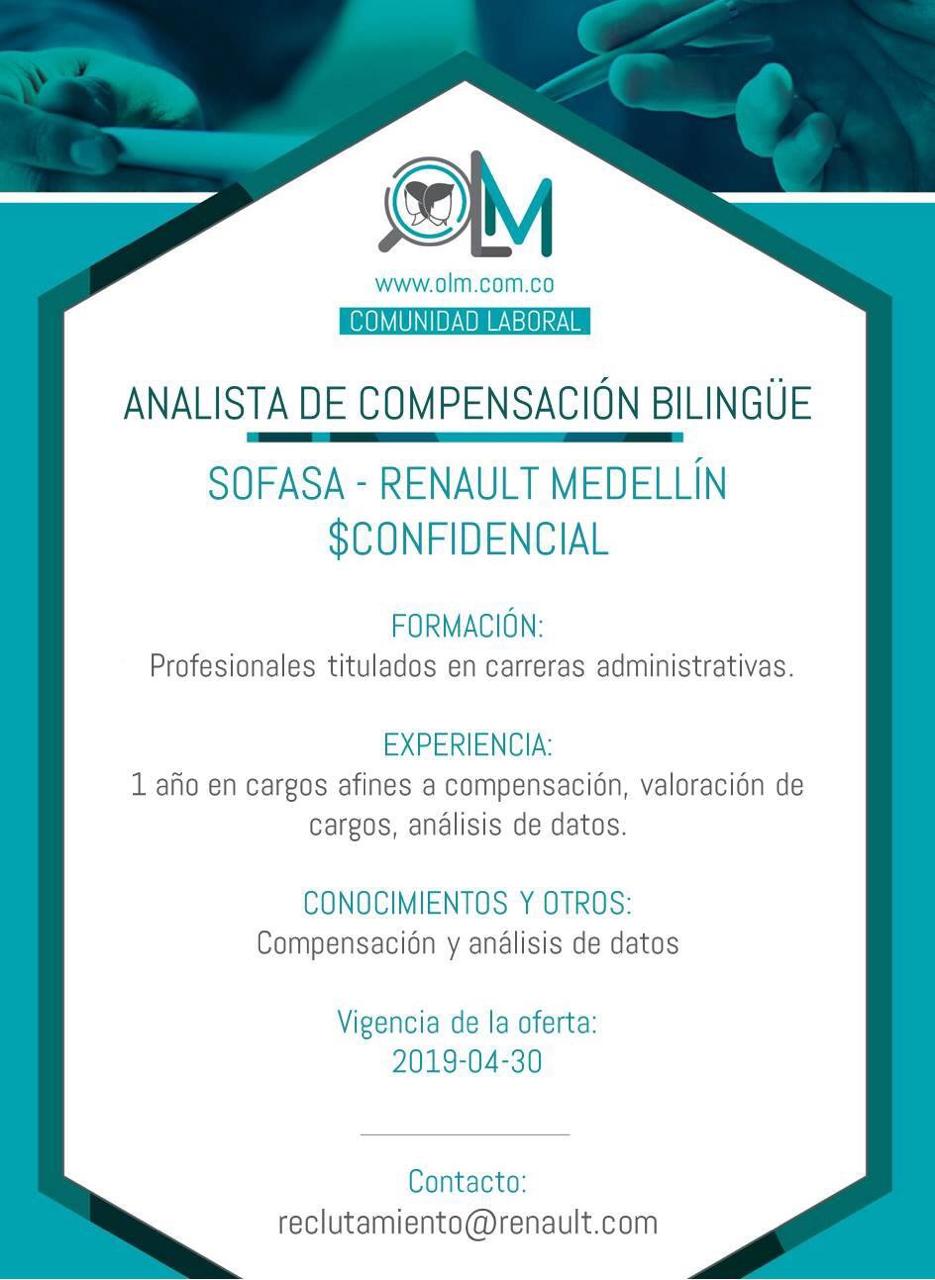 OLM
www.olm.com.co
COMUNIDAD LABORAL
ANALISTA DE COMPENSACIÓN BILINGÜE
SOFASA - RENAULT MEDELLÍN
$CONFIDENCIAL
FORMACIÓN:
Profesionales titulados en carreras administrativas.
EXPERIENCIA:
1 año en cargos afines a compensación, valoración de
cargos, análisis de datos.
CONOCIMIENTOS Y OTROS:
Compensación y análisis de datos
Vigencia de la oferta:
2019-04-30
Contacto:
reclutamiento@renault.com